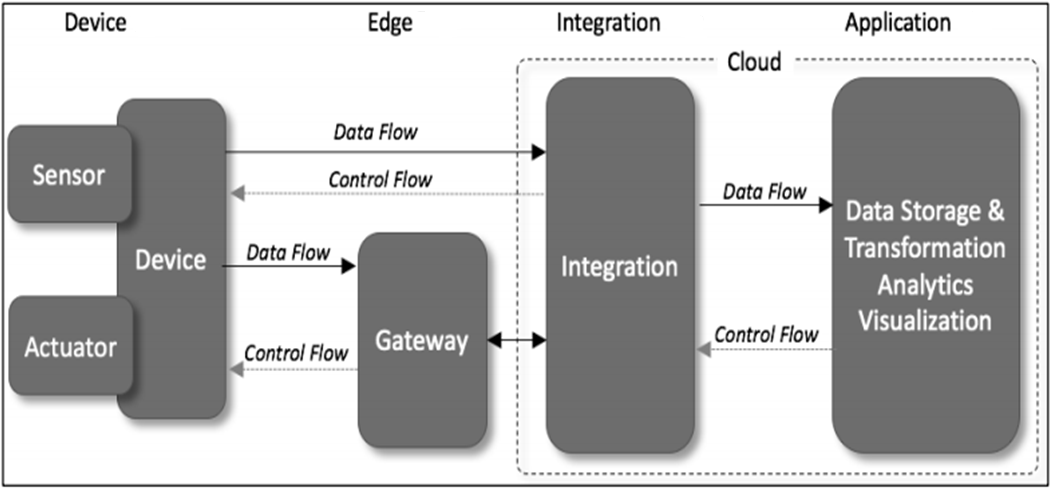 Device
Edge
Integration
Application
Cloud
Data Flow
Control Flow
Sensor
Device
Actuator
Data Flow
Control Flow
Gateway
Integration
Data Flow
Control Flow
Data Storage &
Transformation
Analytics
Visualization